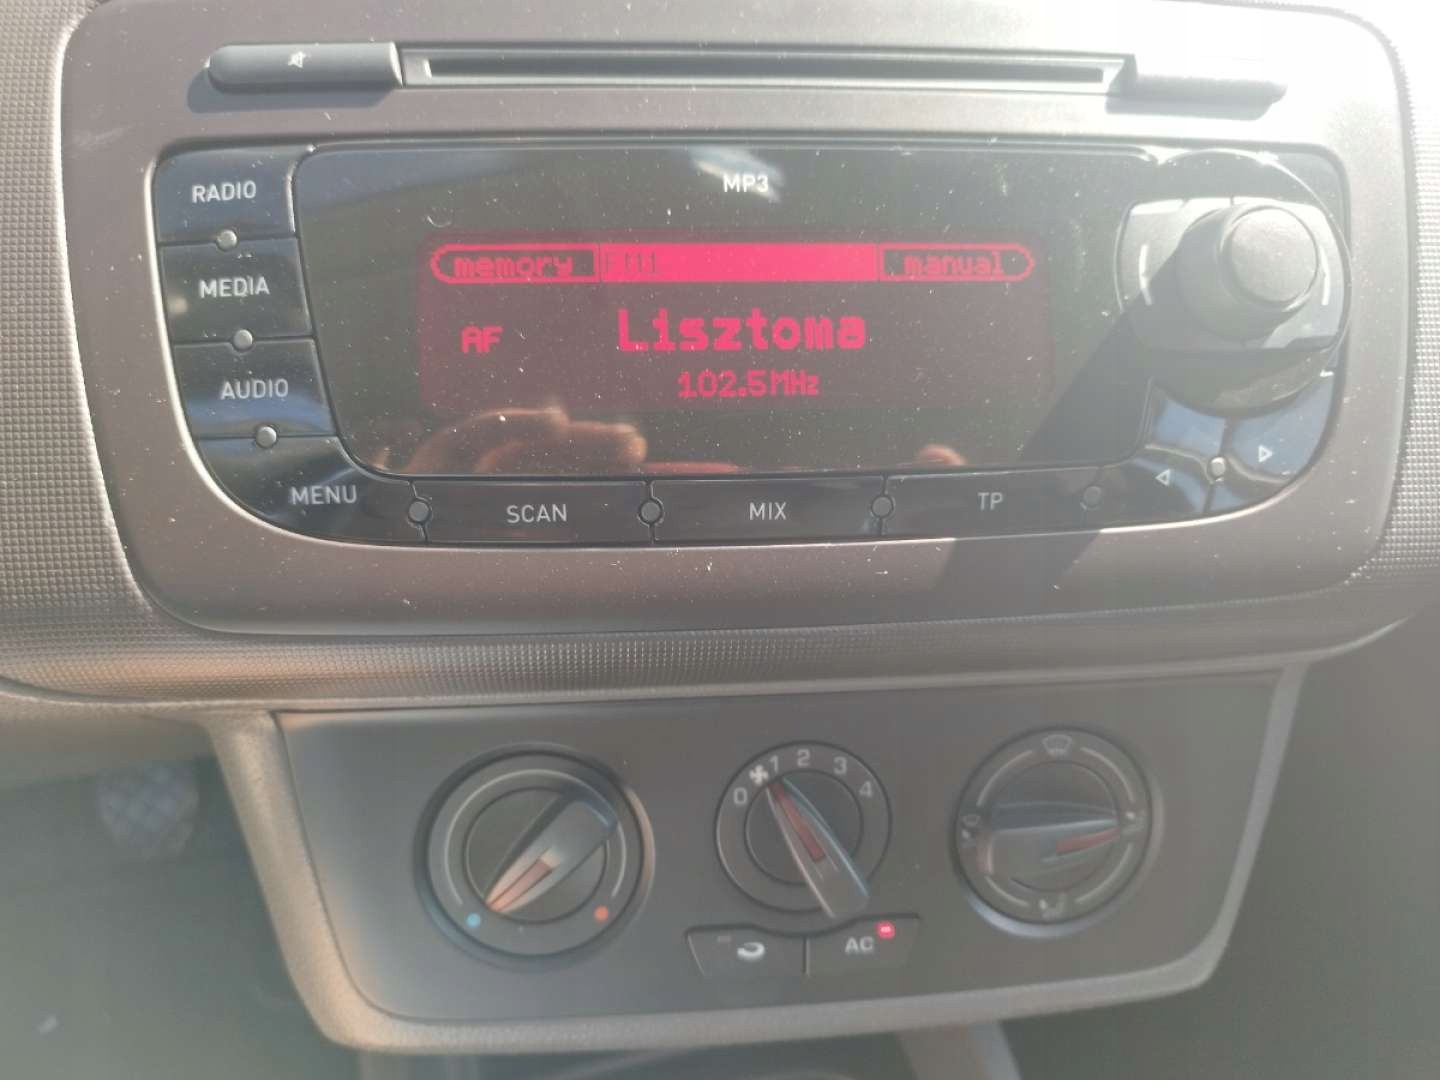 RADIO
MP3
MEDIA
memory FM1 manual
AF Lisztoma
102.5MHz
AUDIO
MENU
SCAN
MIX
TP
0 1 2 3 4
AC